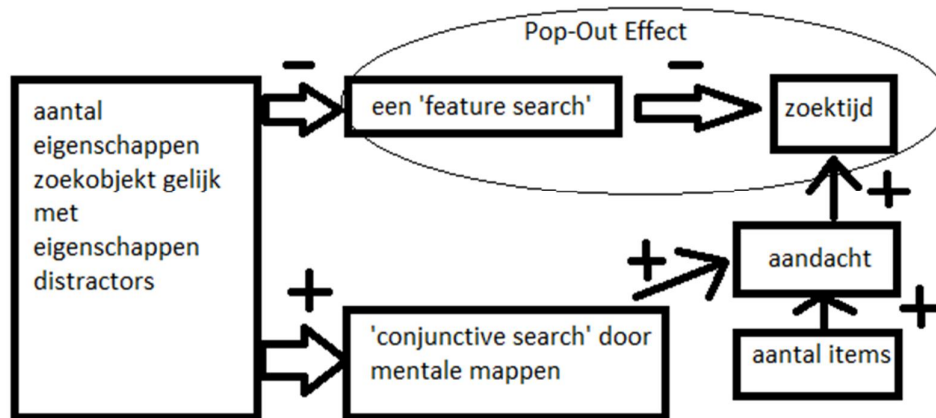 Pop-Out Effect
aantal
eigenschappen
zoekobjekt gelijk
met
eigenschappen
distractors
-
een 'feature search'
-
zoektijd
+
aandacht
+
+
'conjunctive search' door
mentale mappen
+
aantal items